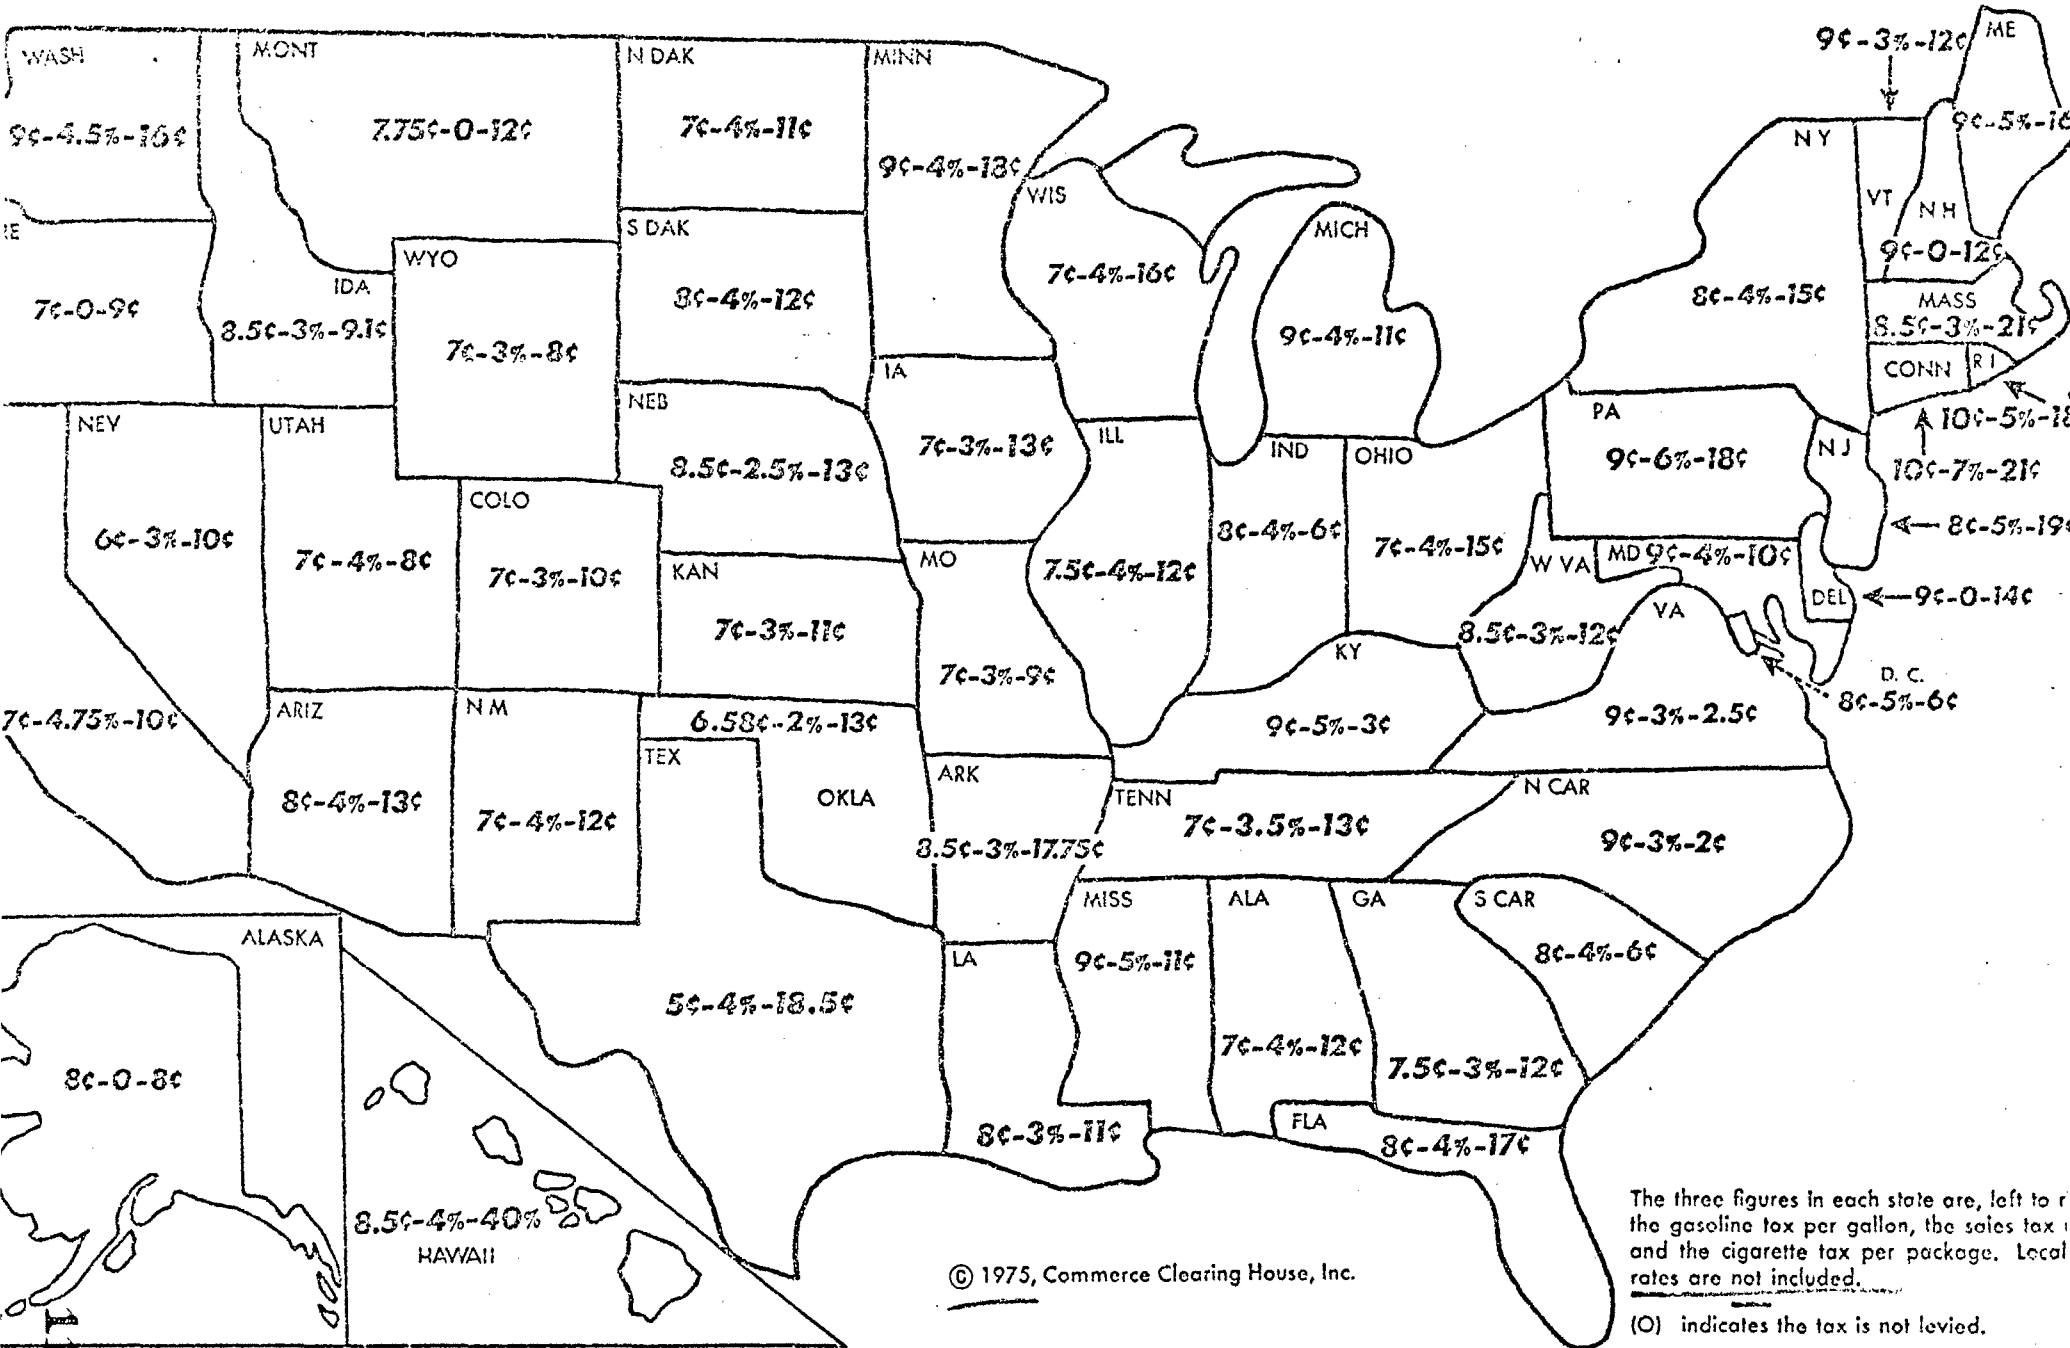 WASH
9¢-4.5%-16¢
MONT
7.75¢-0-12¢
N DAK
7¢-4%-11¢
MINN
9¢-4%-18¢
9¢-3%-12¢
ME
9¢-5%-16
NY
8¢-4%-15¢
VT
NH
9¢-0-12¢
MASS
8.5¢-3%-21¢
CONN
RI
10¢-5%-18
10¢-7%-21¢
RE
7¢-0-9¢
IDA
8.5¢-3%-9.1¢
WYO
7¢-3%-8¢
S DAK
8¢-4%-12¢
WIS
7¢-4%-16¢
MICH
9¢-4%-11¢
NEV
6¢-3%-10¢
UTAH
7¢-4%-8¢
COLO
7¢-3%-10¢
NEB
8.5¢-2.5%-13¢
IA
7¢-3%-13¢
ILL
7.5¢-4%-12¢
IND
8¢-4%-6¢
OHIO
7¢-4%-15¢
PA
9¢-6%-18¢
NJ
8¢-5%-19¢
KAN
7¢-3%-11¢
MO
7¢-3%-9¢
W VA
8.5¢-3%-12¢
MD 9¢-4%-10¢
DEL
9¢-0-14¢
VA
9¢-3%-2.5¢
D. C.
8¢-5%-6¢
KY
9¢-5%-3¢
7¢-4.75%-10¢
ARIZ
8¢-4%-13¢
N M
7¢-4%-12¢
6.58¢-2%-13¢
OKLA
TEX
5¢-4%-18.5¢
ARK
8.5¢-3%-17.75¢
TENN
7¢-3.5%-13¢
N CAR
9¢-3%-2¢
MISS
9¢-5%-11¢
ALA
7¢-4%-12¢
GA
7.5¢-3%-12¢
S CAR
8¢-4%-6¢
LA
8¢-3%-11¢
FLA
8¢-4%-17¢
ALASKA
8¢-0-8¢
8.5¢-4%-40%
HAWAII
© 1975, Commerce Clearing House, Inc.
The three figures in each state are, left to r
the gasoline tax per gallon, the sales tax
and the cigarette tax per package. Local
rates are not included.
(O) indicates the tax is not levied.